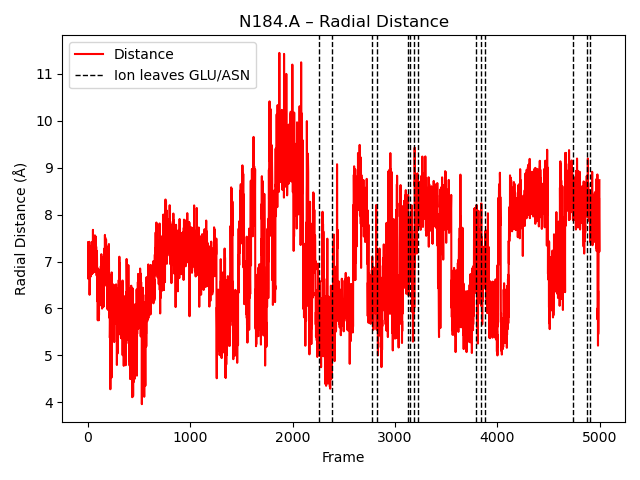 N184.A – Radial Distance
Distance
Ion leaves GLU/ASN
Radial Distance (Å)
11
10
9
8
7
6
5
4
0
1000
2000
3000
4000
5000
Frame